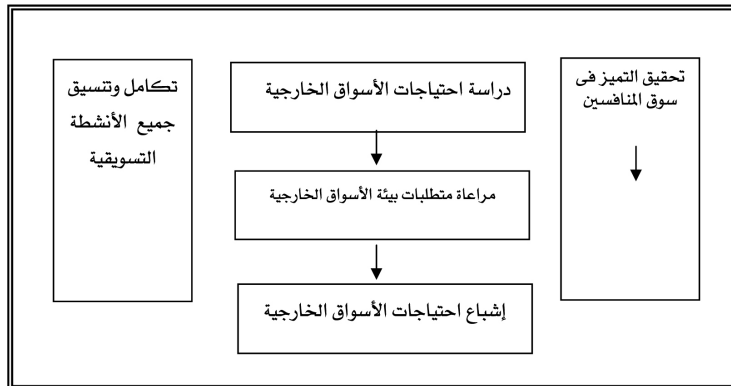 تحقيق التميز فى
سوق المنافسين
دراسة احتياجات الأسواق الخارجية
مراعاة متطلبات بيئة الأسواق الخارجية
إشباع احتياجات الأسواق الخارجية
تكامل وتنسيق
جميع الأنشطة
التسويقية